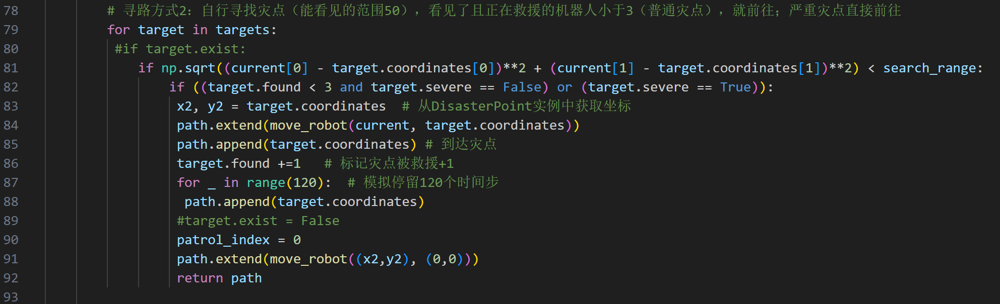 78 # 寻路方式2：自行寻找灾点（能看见的范围50），看见了且正在救援的机器人小于3（普通灾点），就前往；严重灾点直接前往
79 for target in targets:
80 #if target.exist:
81 if np.sqrt((current[0] - target.coordinates[0])**2 + (current[1] - target.coordinates[1])**2) < search_range:
82 if ((target.found < 3 and target.severe == False) or (target.severe == True)):
83 x2, y2 = target.coordinates  # 从DisasterPoint实例中获取坐标
84 path.extend(move_robot(current, target.coordinates))
85 path.append(target.coordinates) # 到达灾点
86 target.found +=1   # 标记灾点被救援+1
87 for _ in range(120):  # 模拟停留120个时间步
88 path.append(target.coordinates)
89 #target.exist = False
90 patrol_index = 0
91 path.extend(move_robot((x2,y2), (0,0)))
92 return path
93